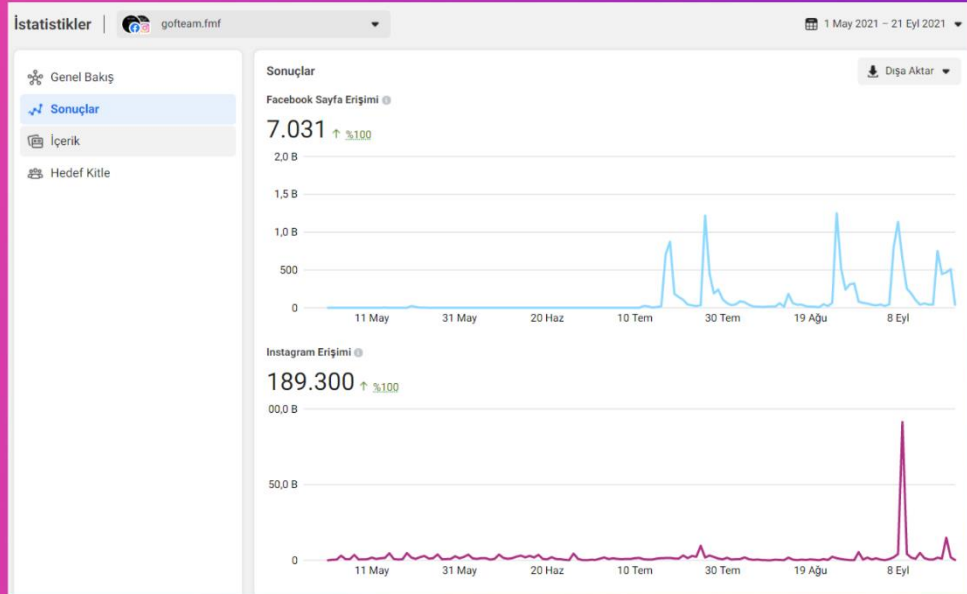 İstatistikler
gofteam.fmf
1 May 2021 – 21 Eyl 2021
Genel Bakış
Sonuçlar
İçerik
Hedef Kitle
Sonuçlar
Dışa Aktar
Facebook Sayfa Erişimi
7.031 ↑ %100
2,0 B
1,5 B
1,0 B
500
0
11 May 31 May 20 Haz 10 Tem 30 Tem 19 Ağu 8 Eyl
Instagram Erişimi
189.300 ↑ %100
00,0 B
50,0 B
0
11 May 31 May 20 Haz 10 Tem 30 Tem 19 Ağu 8 Eyl